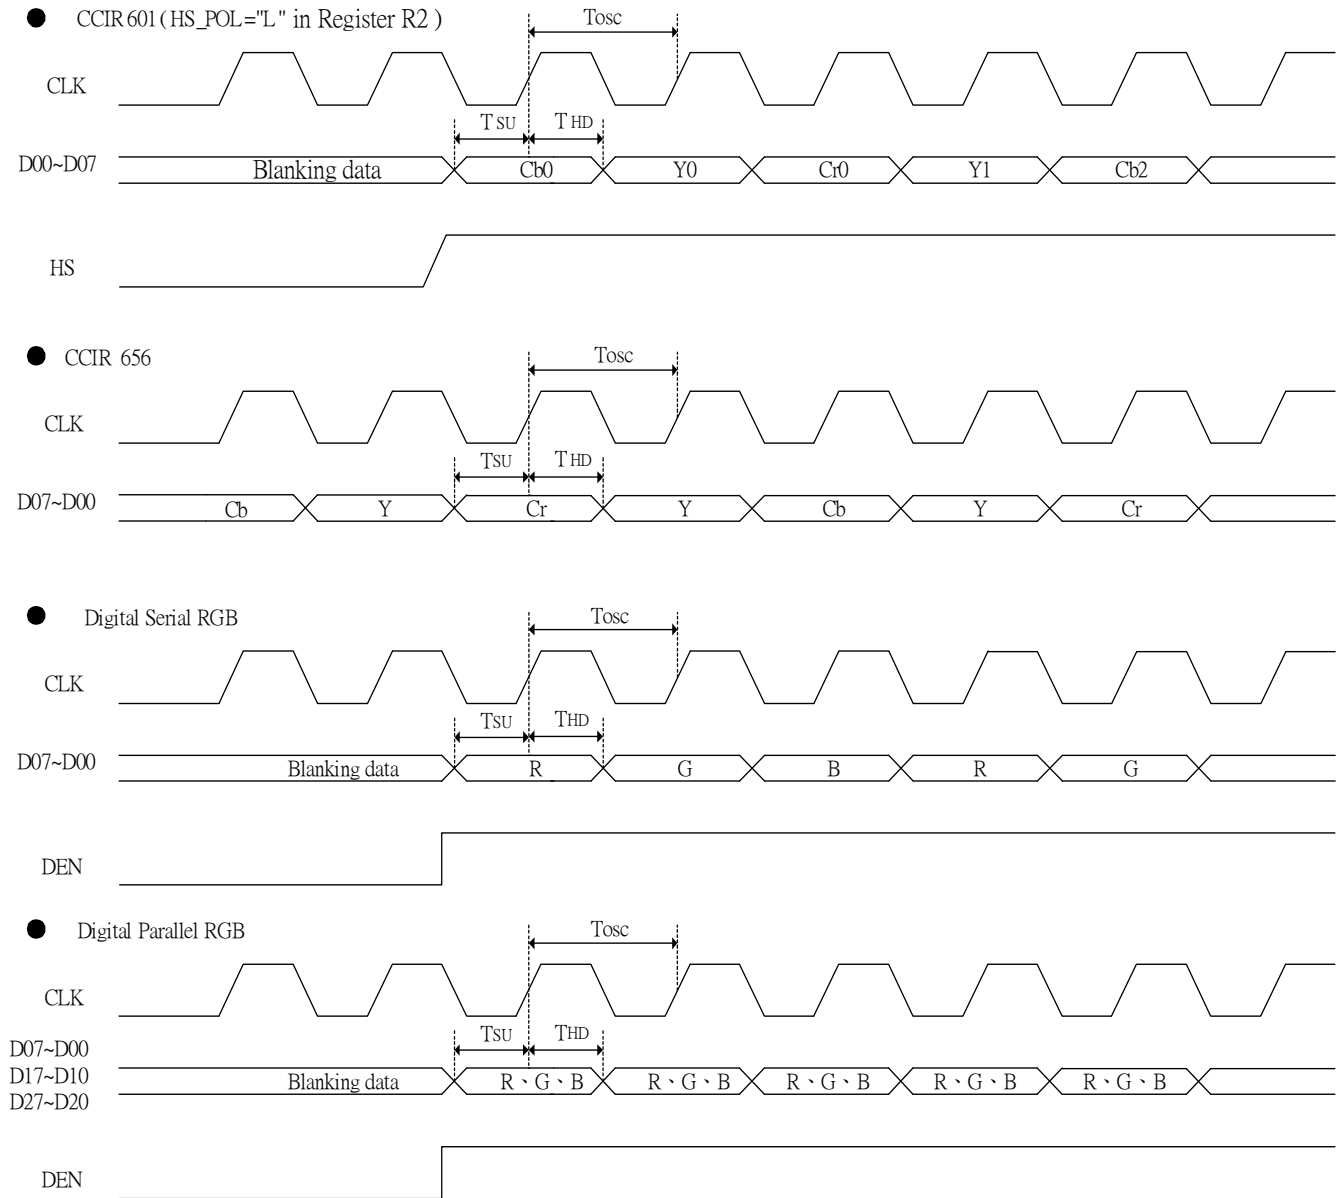 ● CCIR 601 ( HS_POL="L" in Register R2 )
Tosc
CLK
TSU THD
D00~D07 Blanking data Cb0 Y0 Cr0 Y1 Cb2
HS
● CCIR 656
Tosc
CLK
TSU THD
D07~D00 Cb Y Cr Y Cb Y Cr
● Digital Serial RGB
Tosc
CLK
TSU THD
D07~D00 Blanking data R G B R G
DEN
● Digital Parallel RGB
Tosc
CLK
TSU THD
D07~D00
D17~D10 Blanking data R、G、B R、G、B R、G、B R、G、B R、G、B
D27~D20
DEN